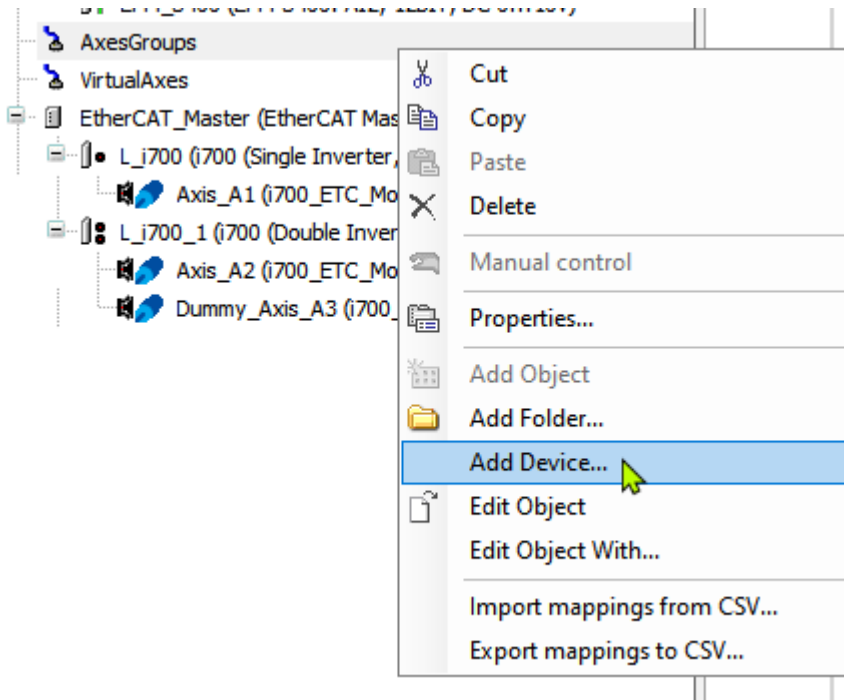 AxesGroups
VirtualAxes
EtherCAT_Master (EtherCAT Mas
L_i700 (i700 (Single Inverter,
Axis_A1 (i700_ETC_Mo
L_i700_1 (i700 (Double Inver
Axis_A2 (i700_ETC_Mo
Dummy_Axis_A3 (i700_
Cut
Copy
Paste
Delete
Manual control
Properties...
Add Object
Add Folder...
Add Device...
Edit Object
Edit Object With...
Import mappings from CSV...
Export mappings to CSV...